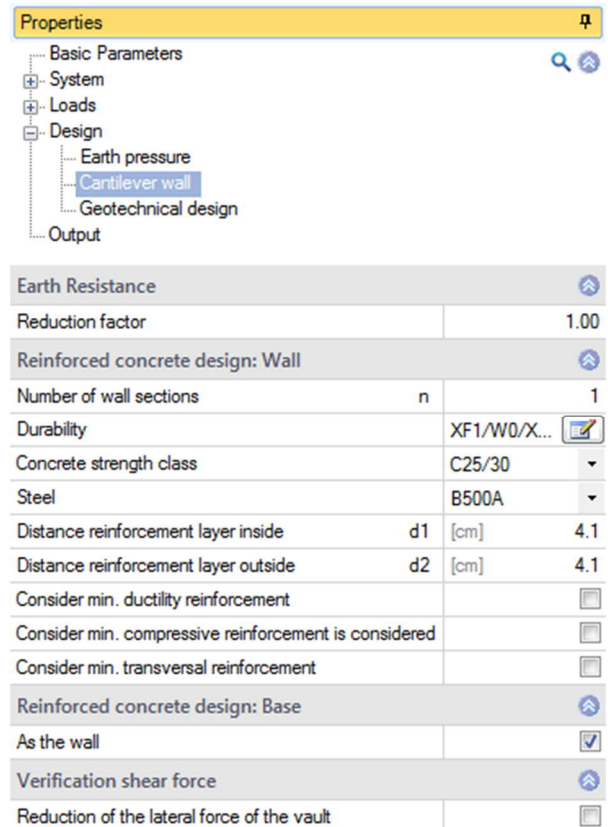 Properties
Basic Parameters
System
Loads
Design
Earth pressure
Cantilever wall
Geotechnical design
Output
Earth Resistance
Reduction factor 1.00
Reinforced concrete design: Wall
Number of wall sections n 1
Durability XF1/W0/X...
Concrete strength class C25/30
Steel B500A
Distance reinforcement layer inside d1 [cm] 4.1
Distance reinforcement layer outside d2 [cm] 4.1
Consider min. ductility reinforcement
Consider min. compressive reinforcement is considered
Consider min. transversal reinforcement
Reinforced concrete design: Base
As the wall
Verification shear force
Reduction of the lateral force of the vault